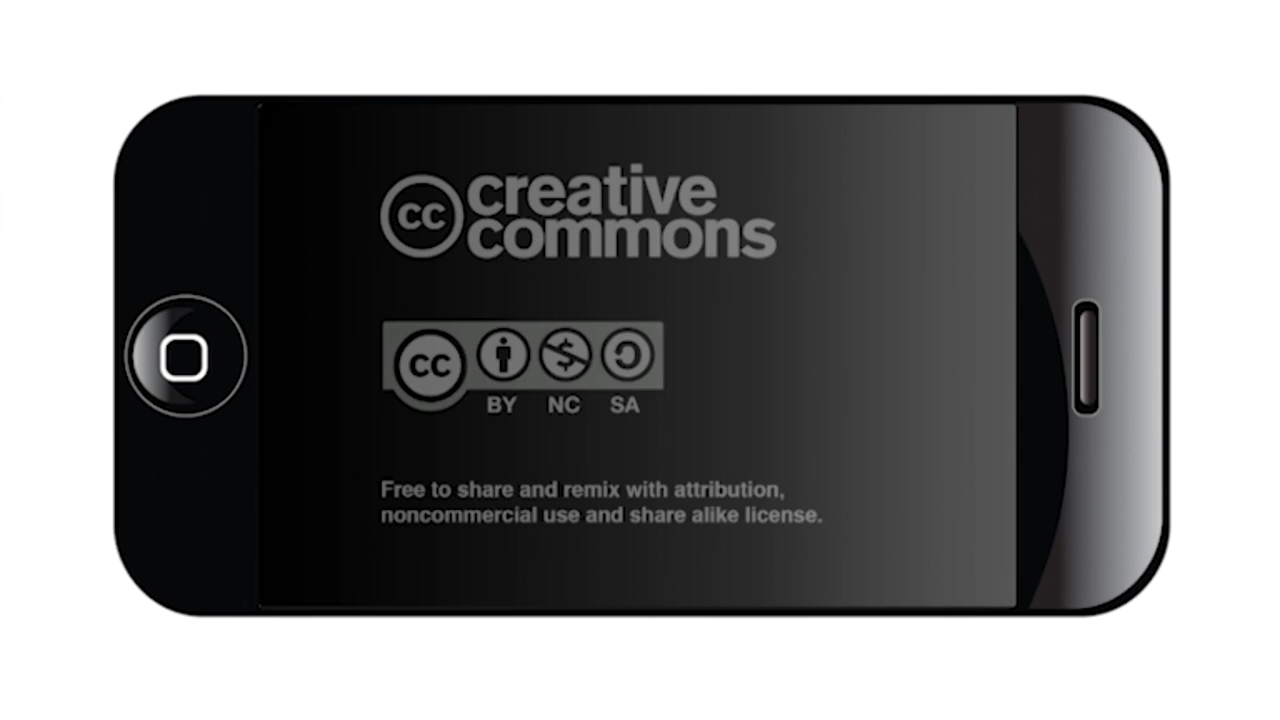 cc creative
commons
cc
BY NC SA
Free to share and remix with attribution,
noncommercial use and share alike license.